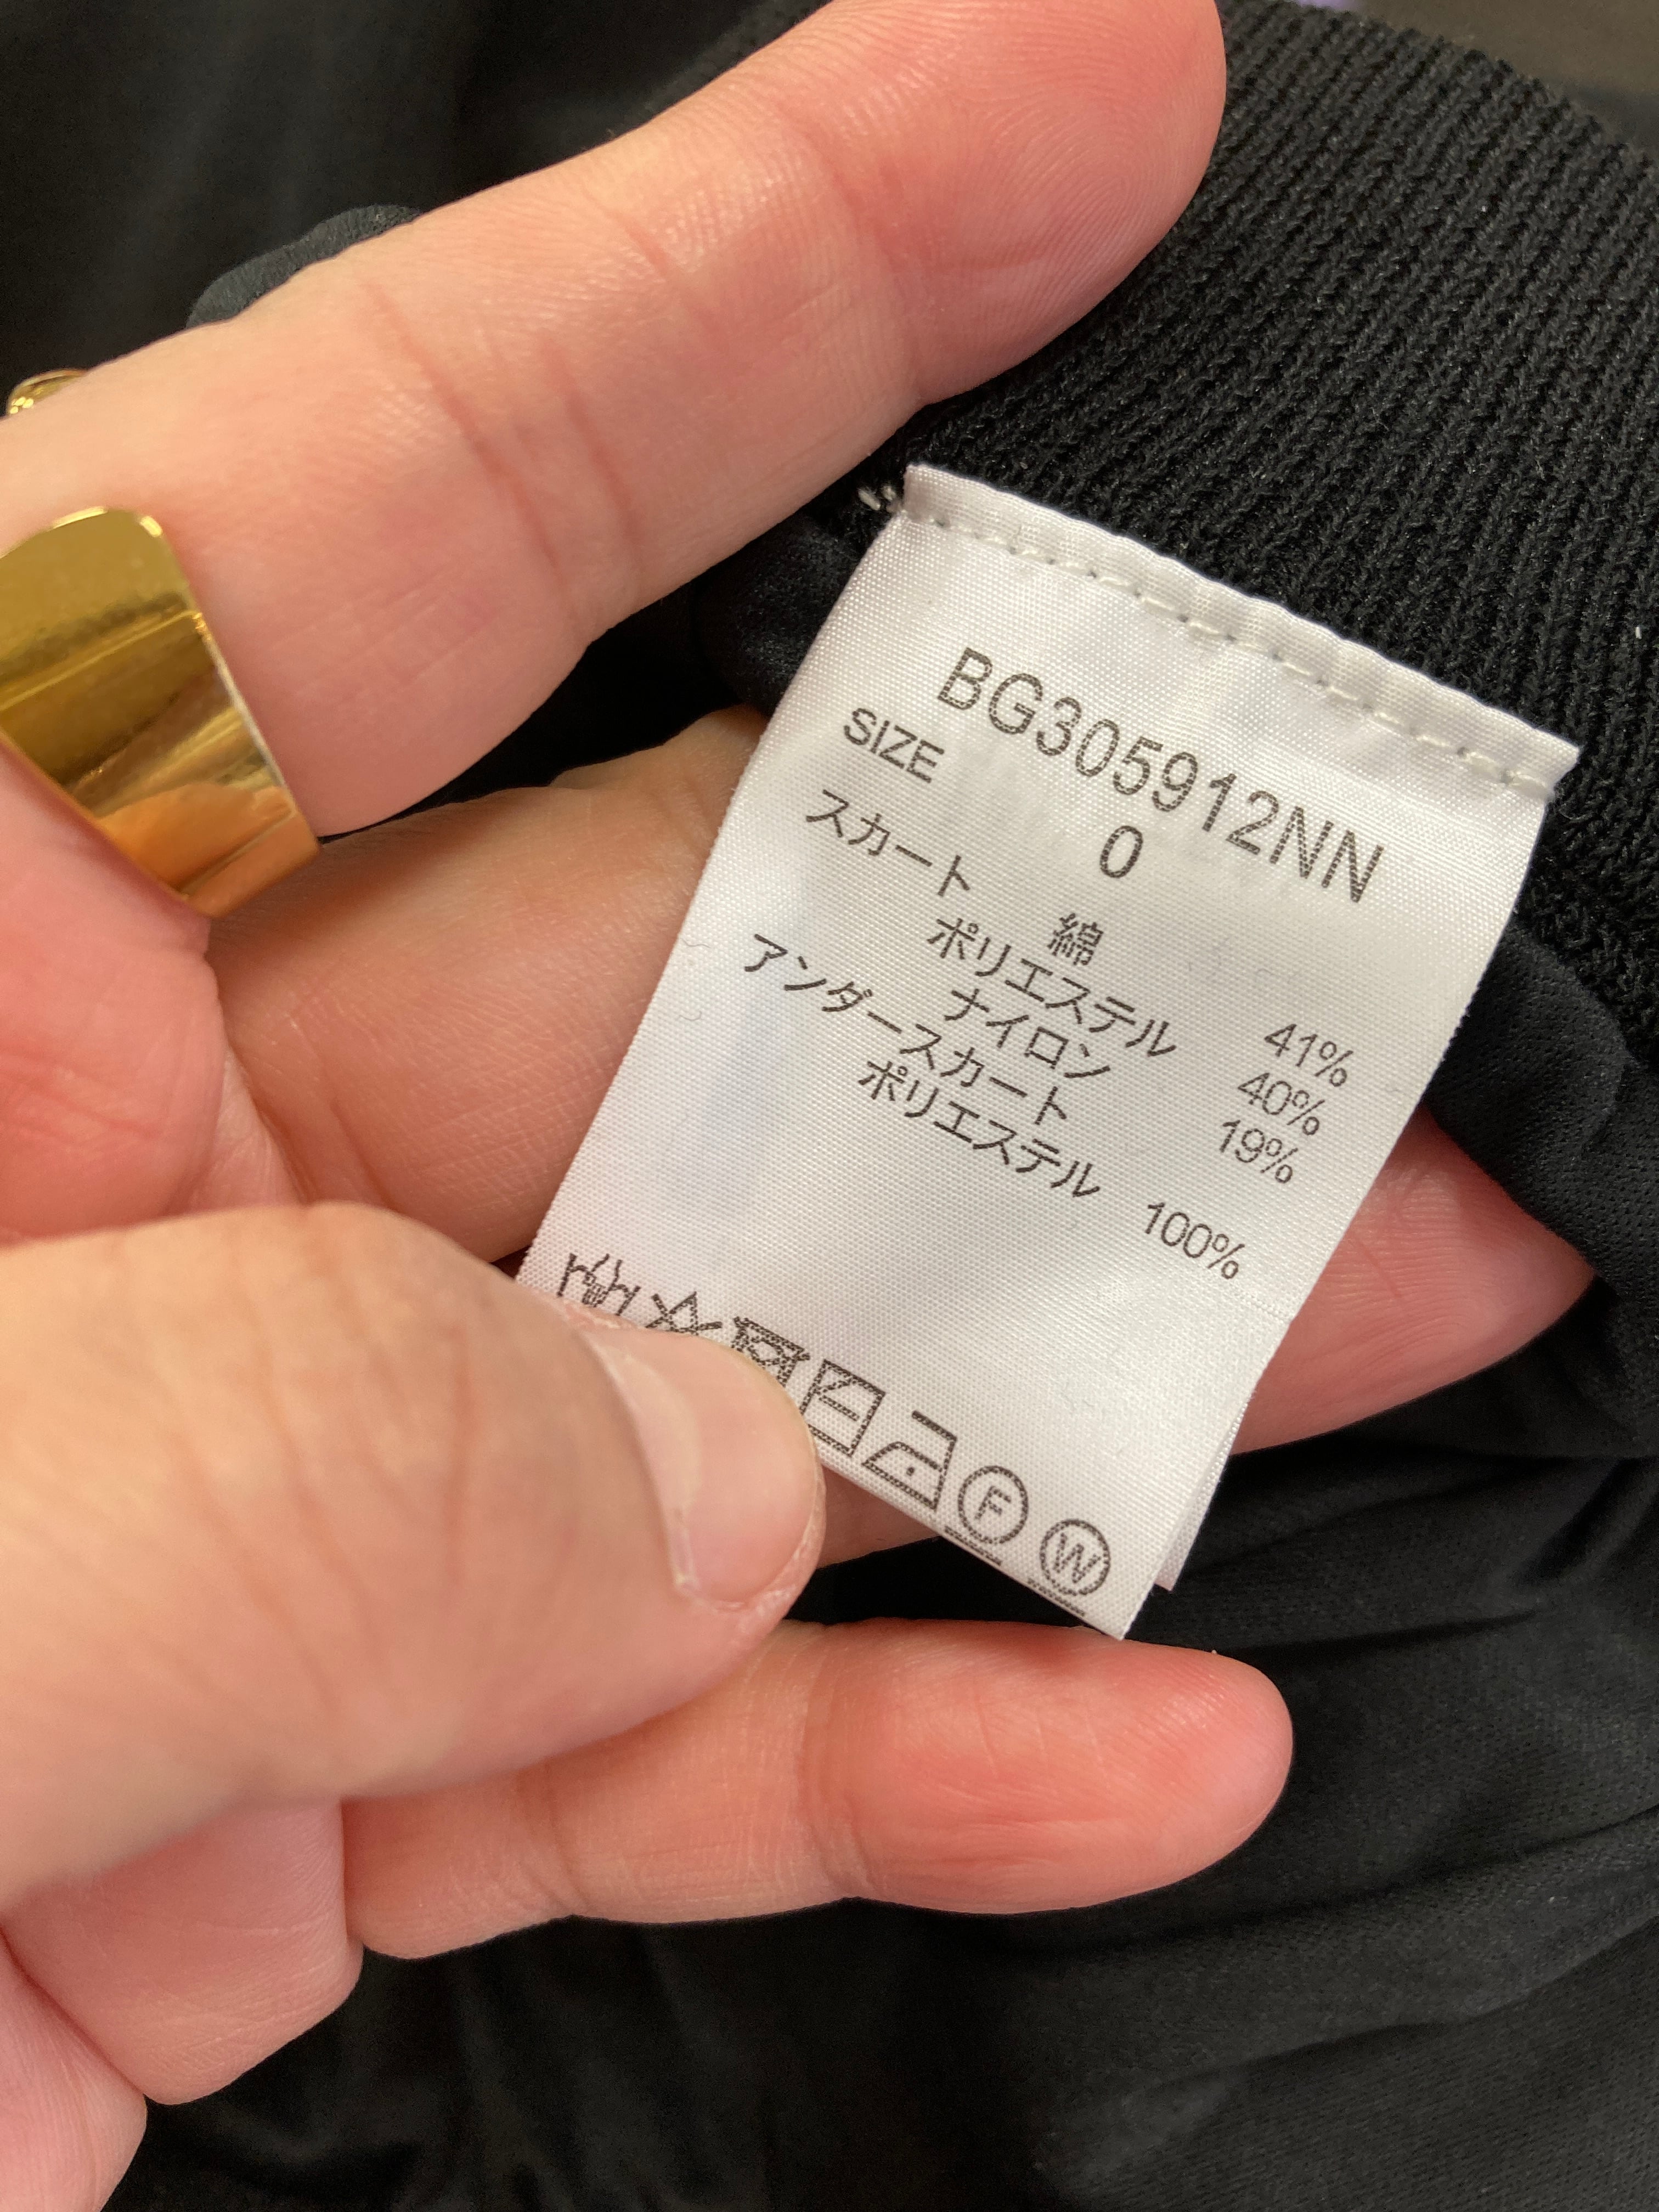 BG305912NN
SIZE 0
スカート 綿 41%
ポリエステル 40%
ナイロン 19%
アンダースカート
ポリエステル 100%
F W